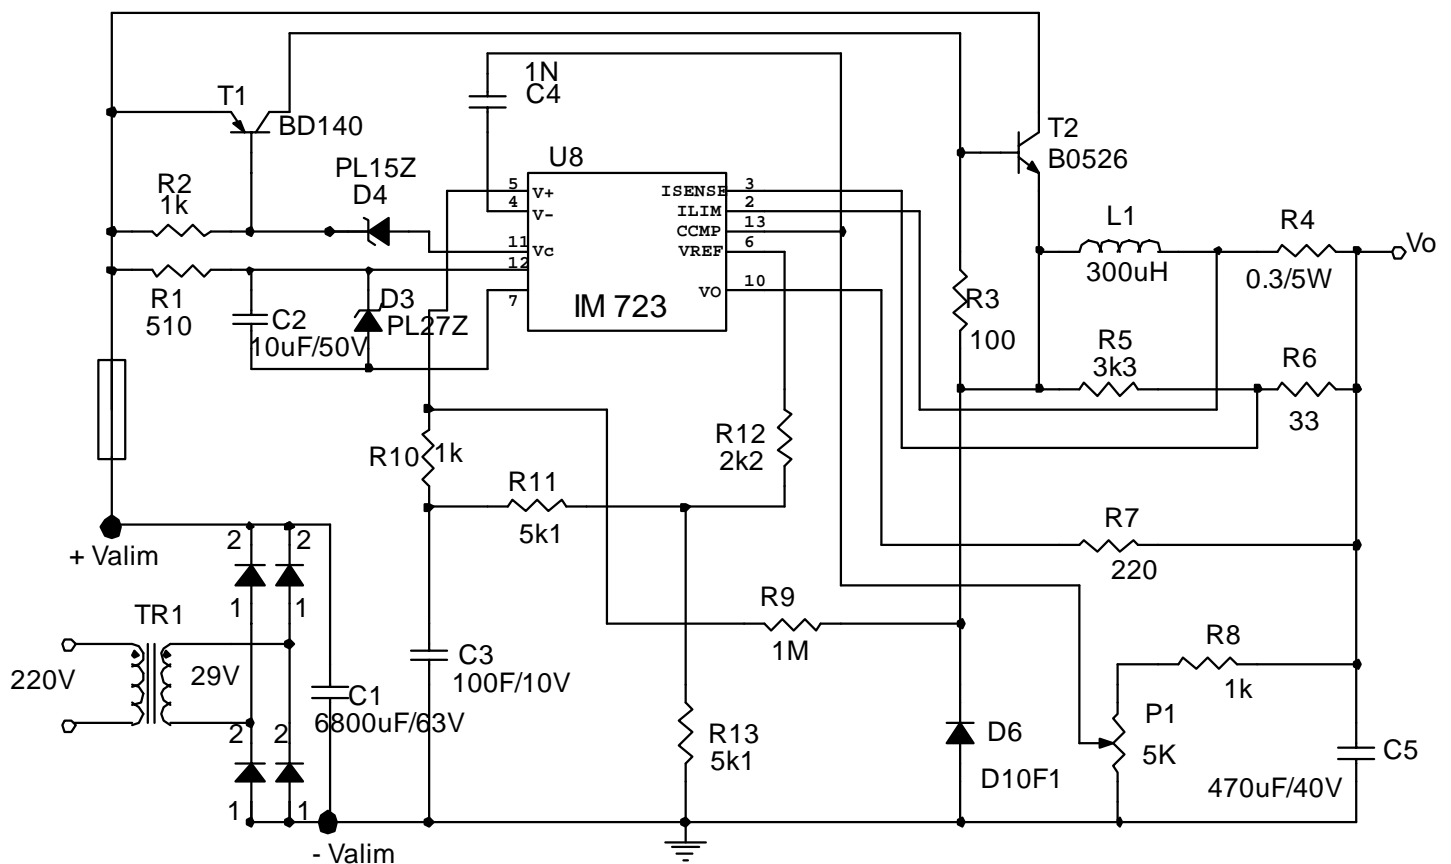 1N
C4
T1
BD140
T2
B0526
U8
PL15Z
D4
R2
1k
5
V+
4
V-
11
Vc
12
7
ISENSE
3
ILIM
2
CCMP
13
VREF
6
VO
10
IM 723
L1
300uH
R4
0.3/5W
Vo
R1
510
C2
10uF/50V
D3
PL27Z
R3
100
R5
3k3
R6
33
R10
1k
R12
2k2
R11
5k1
R7
220
+ Valim
2
2
1
1
TR1
220V
29V
R9
1M
R8
1k
C3
100F/10V
C1
6800uF/63V
2
2
1
1
R13
5k1
D6
D10F1
P1
5K
C5
470uF/40V
- Valim